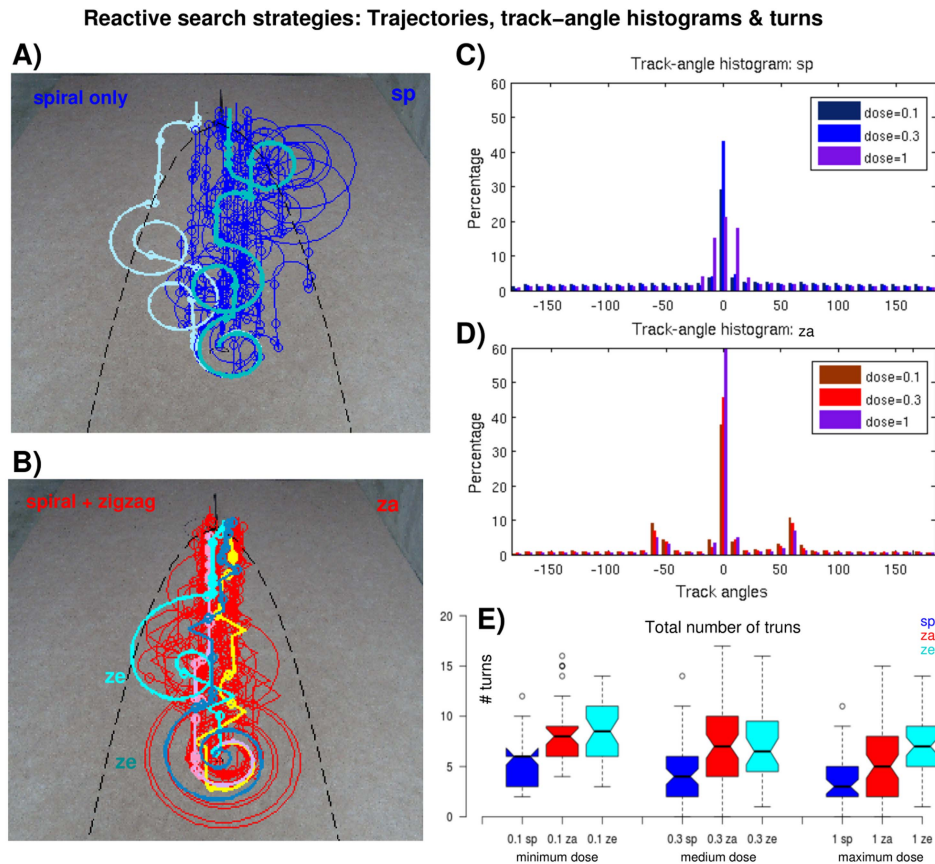 Reactive search strategies: Trajectories, track-angle histograms & turns
A)
spiral only
sp
B)
spiral + zigzag
za
ze
ze
C)
Track-angle histogram: sp
60
50
40
30
20
10
0
Percentage
dose=0.1
dose=0.3
dose=1
-150 -100 -50 0 50 100 150
D)
Track-angle histogram: za
60
50
40
30
20
10
0
Percentage
dose=0.1
dose=0.3
dose=1
-150 -100 -50 0 50 100 150
Track angles
E)
Total number of truns
sp
za
ze
20
15
10
5
0
# turns
0.1 sp 0.1 za 0.1 ze 0.3 sp 0.3 za 0.3 ze 1 sp 1 za 1 ze
minimum dose medium dose maximum dose